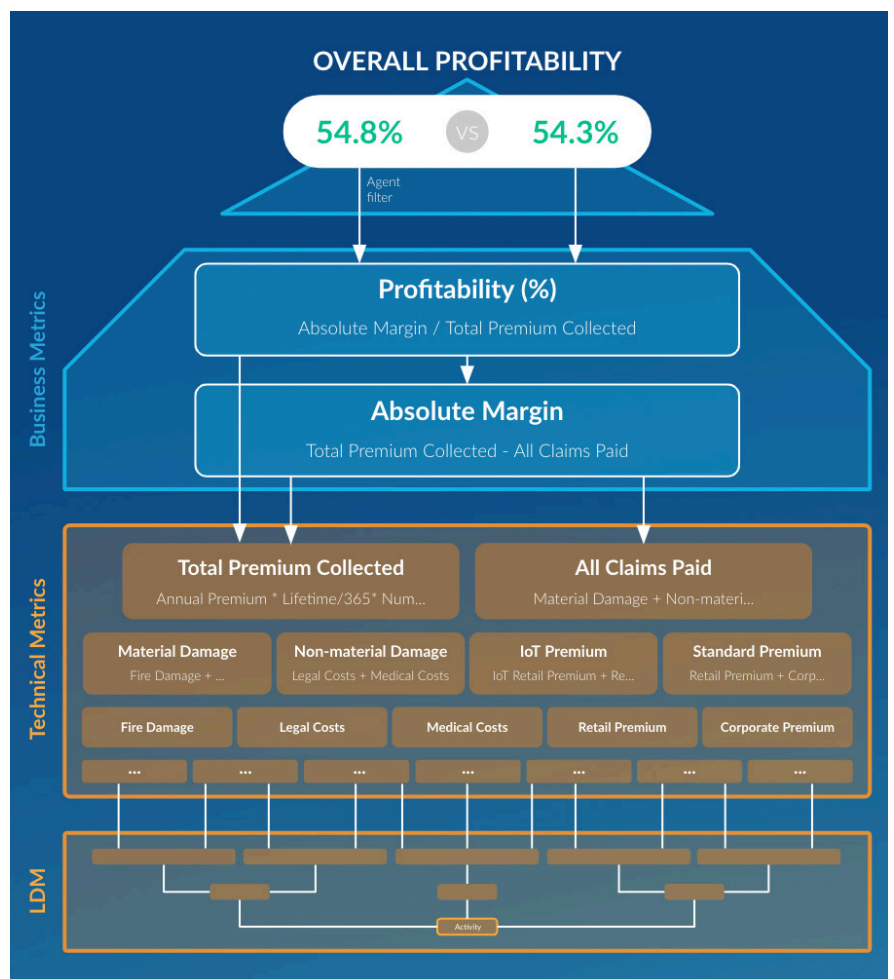 OVERALL PROFITABILITY
54.8%
VS
54.3%
Agent
filter
Business Metrics
Profitability (%)
Absolute Margin / Total Premium Collected
Absolute Margin
Total Premium Collected - All Claims Paid
Technical Metrics
Total Premium Collected
Annual Premium * Lifetime/365* Num...
All Claims Paid
Material Damage + Non-materi...
Material Damage
Fire Damage + ...
Non-material Damage
Legal Costs + Medical Costs
IoT Premium
IoT Retail Premium + Re...
Standard Premium
Retail Premium + Corp...
Fire Damage
Legal Costs
Medical Costs
Retail Premium
Corporate Premium
...
...
...
...
...
...
...
LDM
Activity